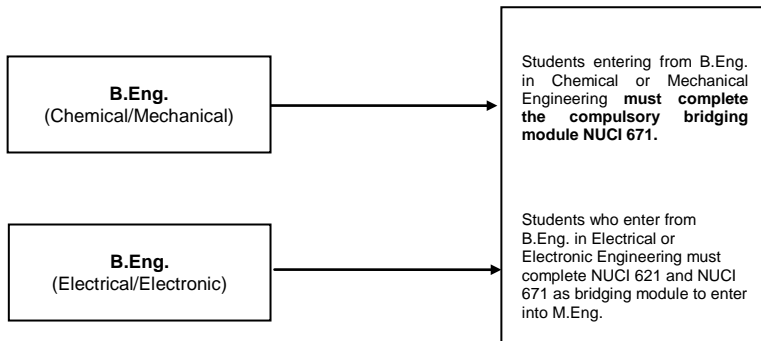 B.Eng.
(Chemical/Mechanical)
Students entering from B.Eng.
in Chemical or Mechanical
Engineering must complete
the compulsory bridging
module NUCI 671.
B.Eng.
(Electrical/Electronic)
Students who enter from
B.Eng. in Electrical or
Electronic Engineering must
complete NUCI 621 and NUCI
671 as bridging module to enter
into M.Eng.